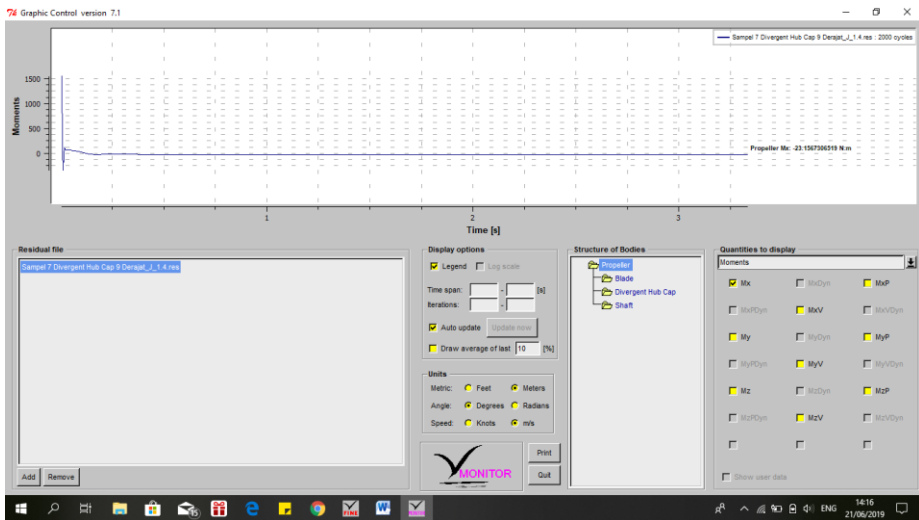 Graphic Control version 7.1
Sampel 7 Divergent Hub Cap 9 Derajat_J_1.4.res : 2000 cycles
1500
1000
500
0
Moments
Propeller Mx: -23.1567306519 N.m
1 2 3
Time [s]
Residual file
Sampel 7 Divergent Hub Cap 9 Derajat_J_1.4.res
Add Remove
Display options
Legend Log scale
Time span: - [s]
Iterations: -
Auto update Update now
Draw average of last 10 [%]
Units
Metric: Feet Meters
Angle: Degrees Radians
Speed: Knots m/s
MONITOR
Print
Quit
Structure of Bodies
Propeller
Blade
Divergent Hub Cap
Shaft
Quantities to display
Moments
Mx MxDyn MxP
MxPDyn MxV MxVDyn
My MyDyn MyP
MyPDyn MyV MyVDyn
Mz MzDyn MzP
MzPDyn MzV MzVDyn
Show user data
ENG
14:16
21/06/2019